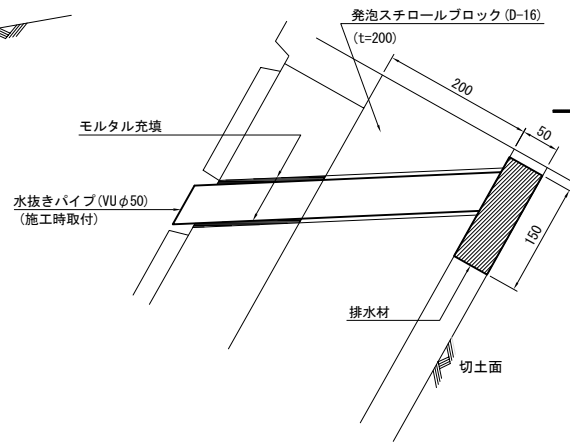 発泡スチロールブロック(D-16)
(t=200)
200
50
モルタル充填
水抜きパイプ(VUφ50)
(施工時取付)
150
排水材
切土面